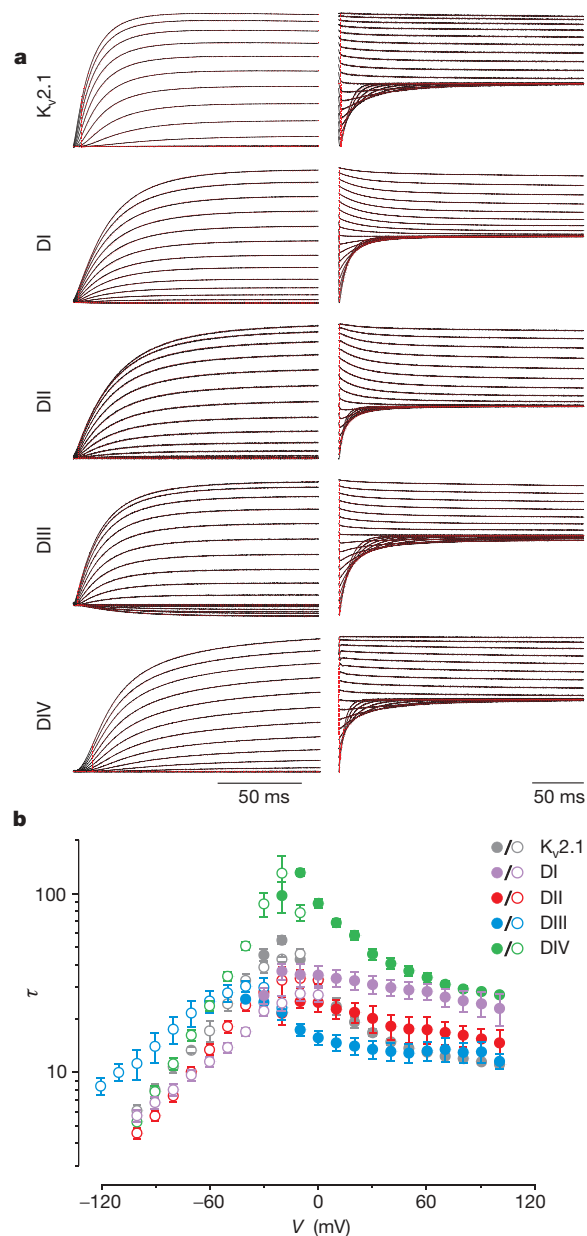 a
Kv2.1
DI
DII
DIII
DIV
50 ms
50 ms
b
Kv2.1
DI
DII
DIII
DIV
100
10
τ
−120
−60
0
60
120
V (mV)